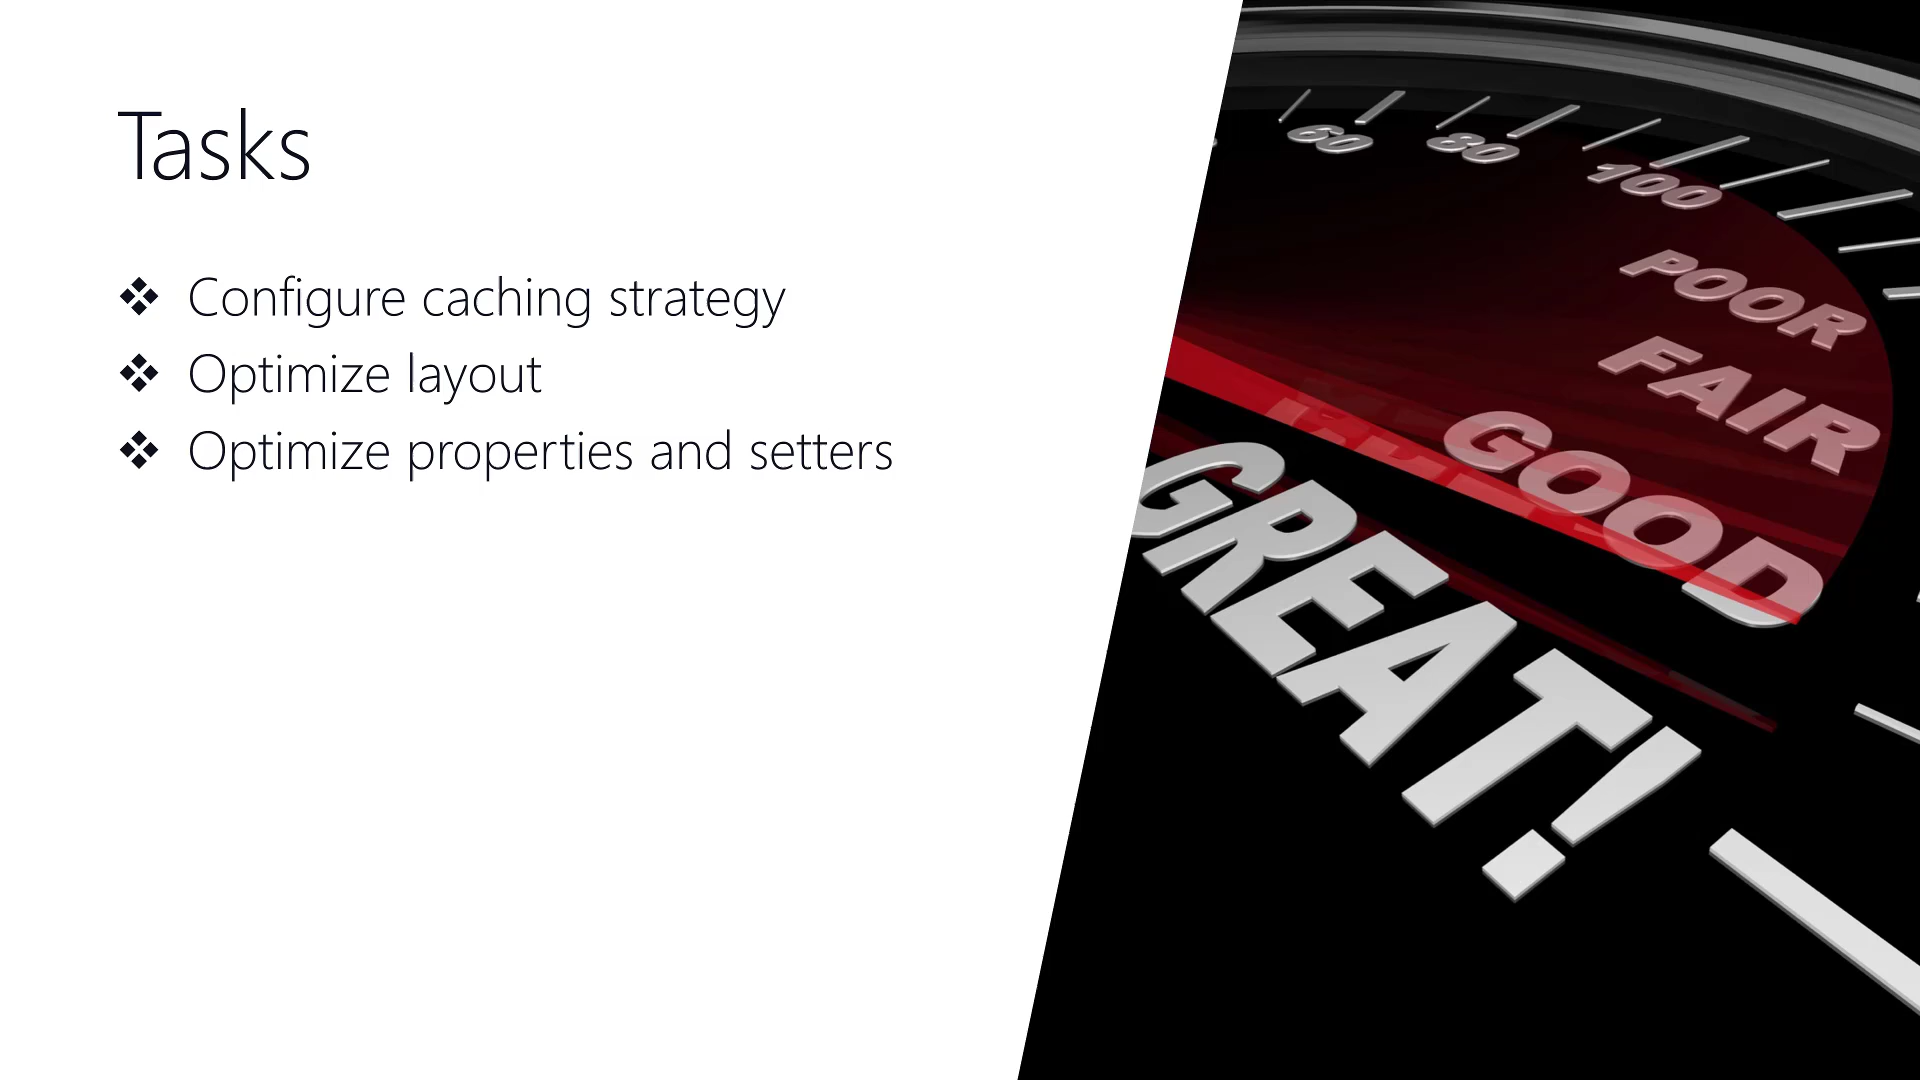 Tasks
❖ Configure caching strategy
❖ Optimize layout
❖ Optimize properties and setters
60
80
100
POOR
FAIR
GOOD
GREAT!